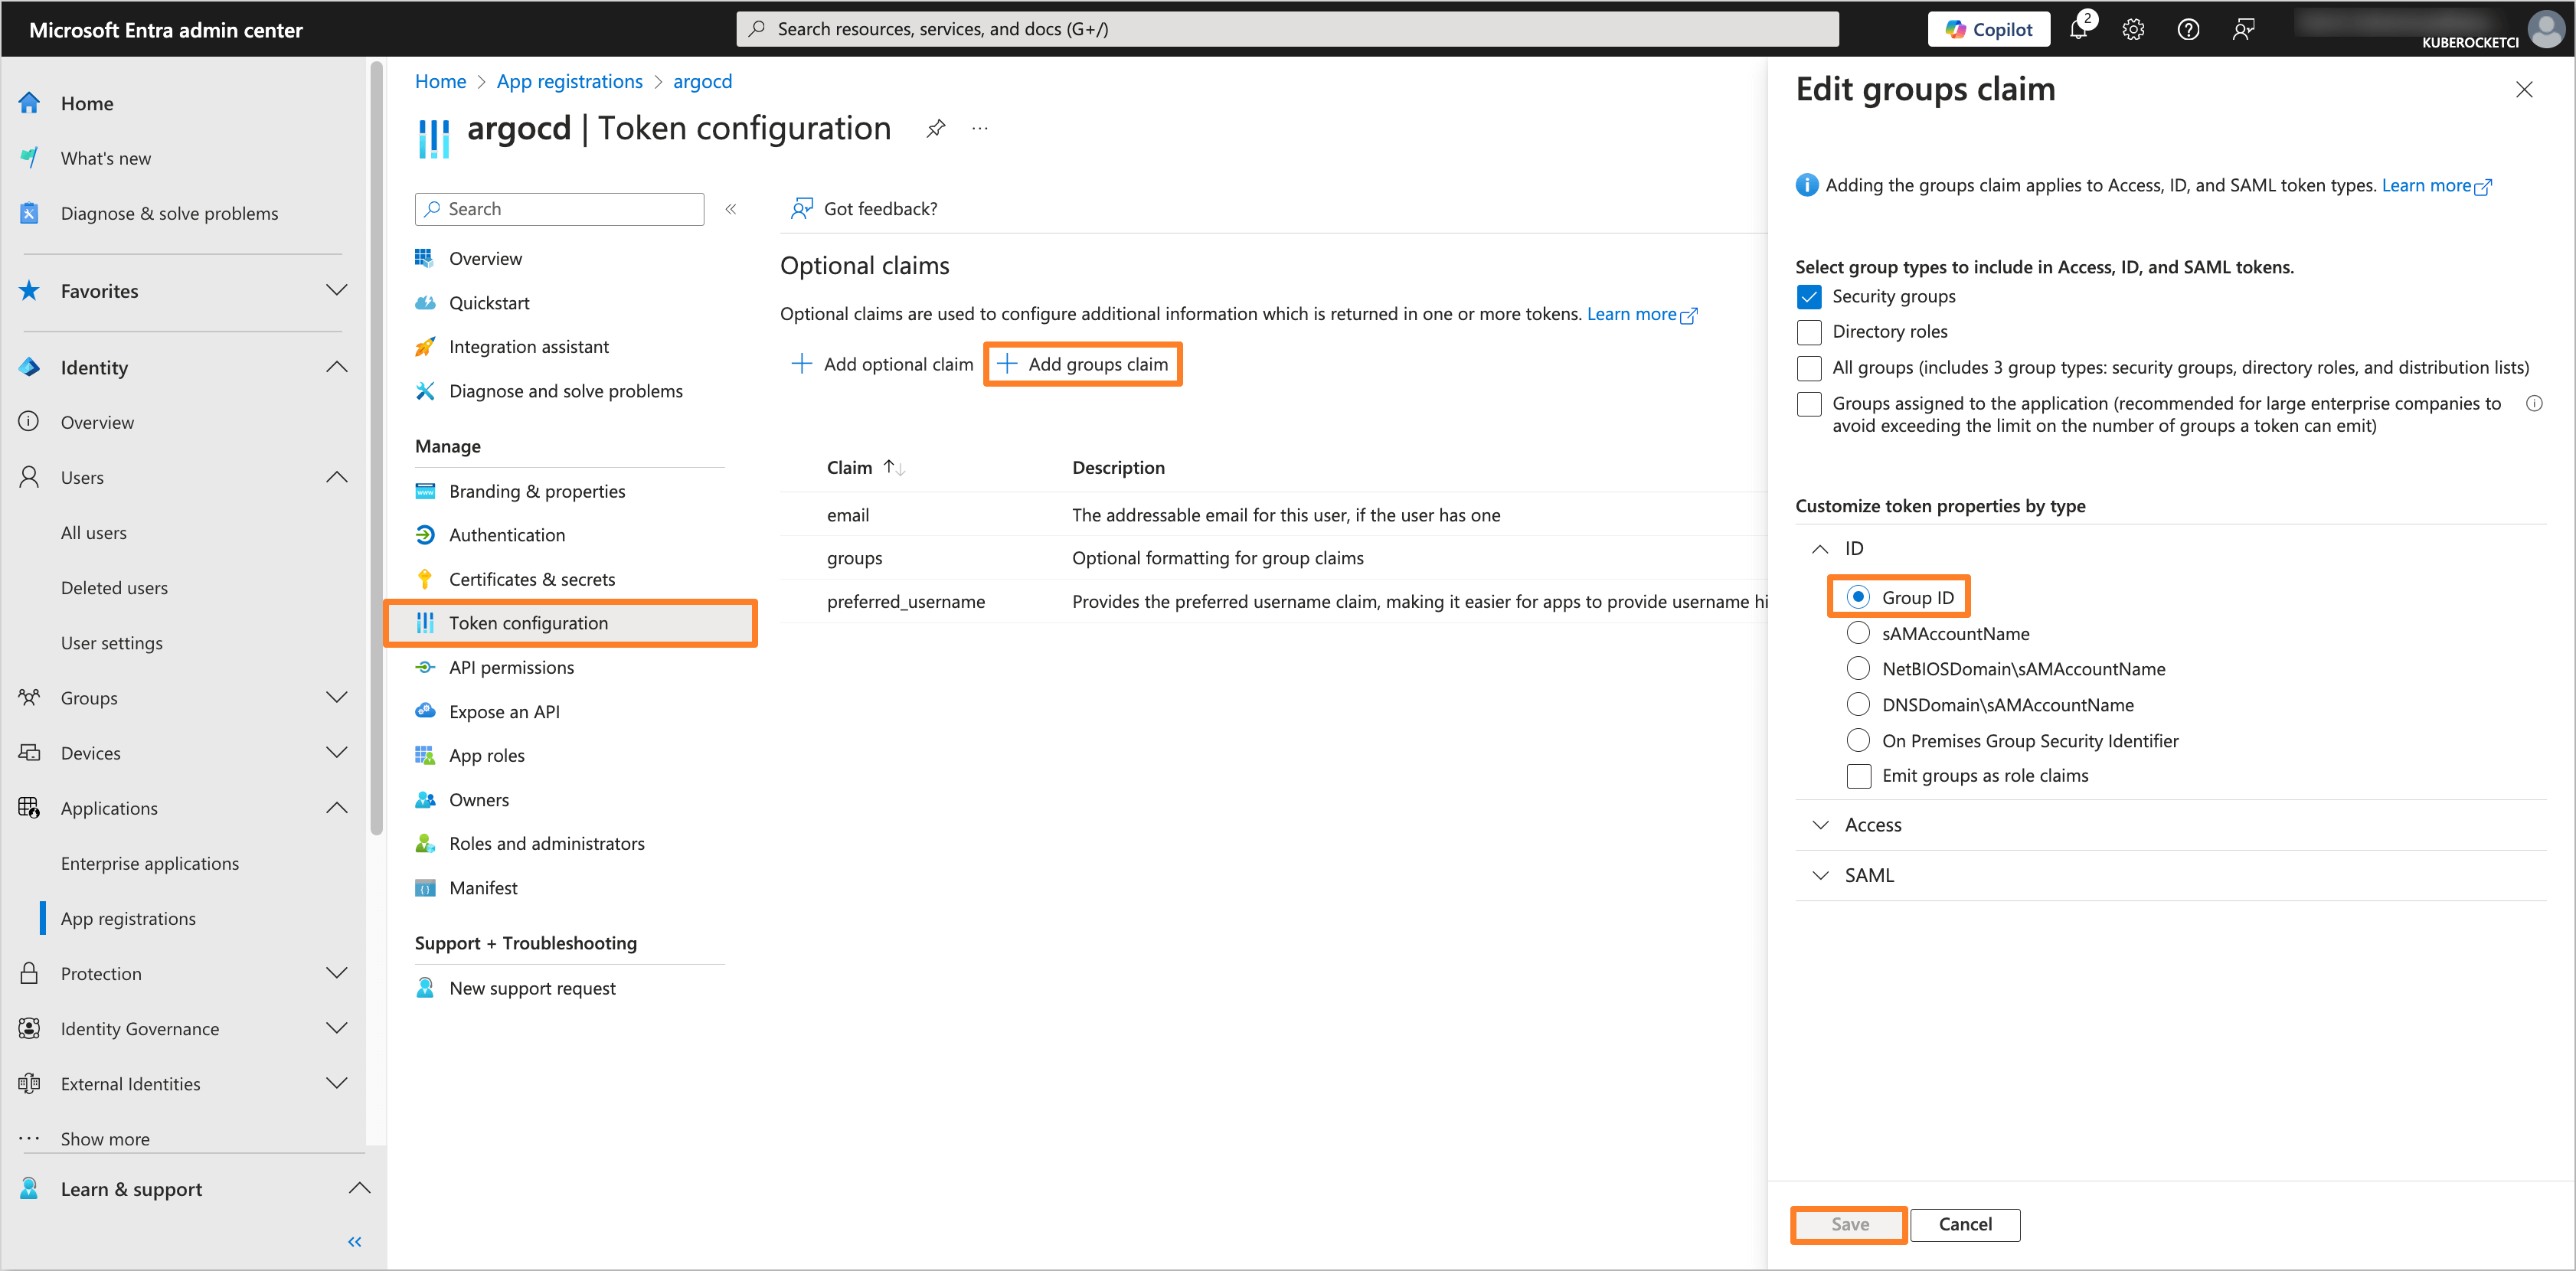 Microsoft Entra admin center
Search resources, services, and docs (G+/)
Copilot
2
KUBEROCKETCI
Home
What's new
Diagnose & solve problems
Favorites
Identity
Overview
Users
All users
Deleted users
User settings
Groups
Devices
Applications
Enterprise applications
App registrations
Protection
Identity Governance
External Identities
Show more
Learn & support
Home > App registrations > argocd
argocd | Token configuration
Search
Overview
Quickstart
Integration assistant
Diagnose and solve problems
Manage
Branding & properties
Authentication
Certificates & secrets
Token configuration
API permissions
Expose an API
App roles
Owners
Roles and administrators
Manifest
Support + Troubleshooting
New support request
Got feedback?
Optional claims
Optional claims are used to configure additional information which is returned in one or more tokens. Learn more
Add optional claim
Add groups claim
Claim Description
email The addressable email for this user, if the user has one
groups Optional formatting for group claims
preferred_username Provides the preferred username claim, making it easier for apps to provide username hi
Edit groups claim
Adding the groups claim applies to Access, ID, and SAML token types. Learn more
Select group types to include in Access, ID, and SAML tokens.
Security groups
Directory roles
All groups (includes 3 group types: security groups, directory roles, and distribution lists)
Groups assigned to the application (recommended for large enterprise companies to
avoid exceeding the limit on the number of groups a token can emit)
Customize token properties by type
ID
Group ID
sAMAccountName
NetBIOSDomain\sAMAccountName
DNSDomain\sAMAccountName
On Premises Group Security Identifier
Emit groups as role claims
Access
SAML
Save
Cancel